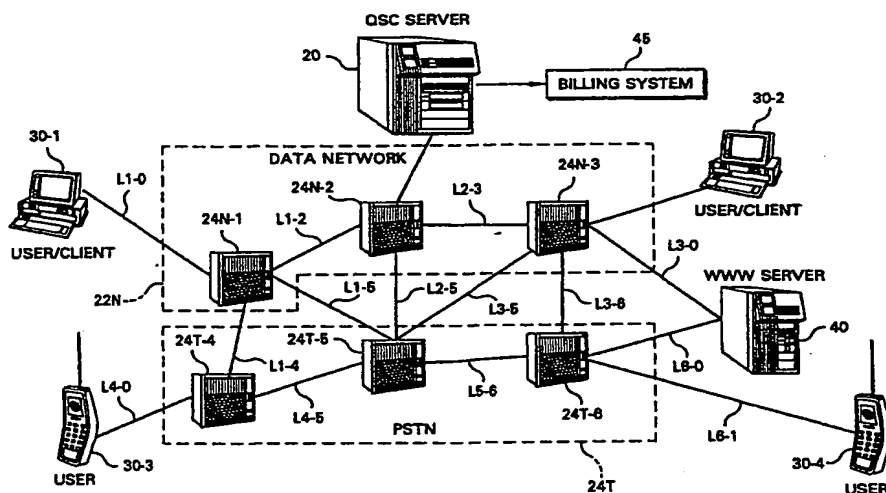 QSC SERVER
20
45
BILLING SYSTEM
30-1
30-2
DATA NETWORK
L1-0
24N-1
24N-2
24N-3
L1-2
L2-3
USER/CLIENT
USER/CLIENT
L3-0
WWW SERVER
22N
L1-5
L2-5
L3-5
L3-6
24T-4
24T-5
L1-4
40
L4-0
L4-5
L5-6
L6-0
24T-6
PSTN
L6-1
30-3
USER
24T
30-4
USER